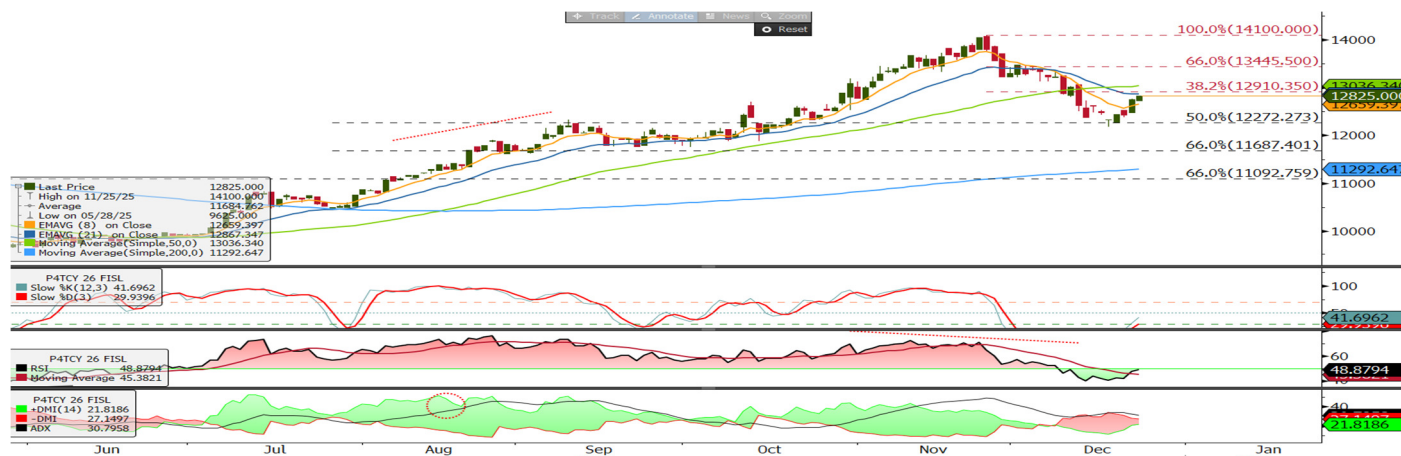 Track Annotate News Zoom
Reset
100.0%(14100.000)
66.0%(13445.500)
38.2%(12910.350)
50.0%(12272.273)
66.0%(11687.401)
66.0%(11092.759)
14000
12825.000
12000
11292.647
11000
10000
Last Price 12825.000
High on 11/25/25 14100.000
Average 11684.262
Low on 05/28/25
EMAVG (8) on Close 12659.397
EMAVG (21) on Close 12867.347
Moving Average(Simple,50,0) 13036.340
Moving Average(Simple,200,0) 11292.647
P4TCY 26 FISL
Slow %K(12,3) 41.6962
Slow %D(3) 29.9396
100
41.6962
P4TCY 26 FISL
RSI 48.8794
Moving Average 45.3821
60
48.8794
P4TCY 26 FISL
+DMI(14) 21.8186
-DMI 27.1497
ADX 30.7958
40
21.8186
Jun Jul Aug Sep Oct Nov Dec Jan